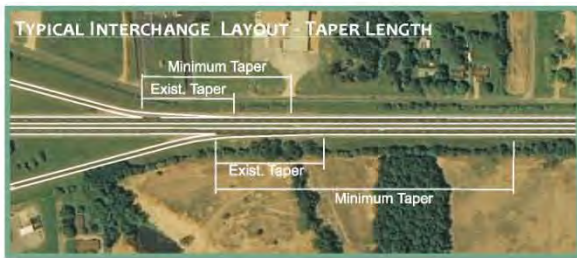 TYPICAL INTERCHANGE LAYOUT - TAPER LENGTH
Minimum Taper
Exist. Taper
Exist. Taper
Minimum Taper